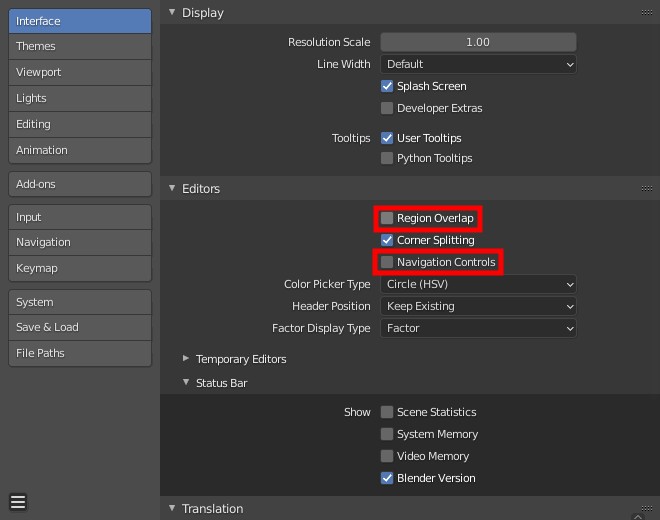 Interface
Themes
Viewport
Lights
Editing
Animation
Add-ons
Input
Navigation
Keymap
System
Save & Load
File Paths
Display
Resolution Scale 1.00
Line Width Default
Splash Screen
Developer Extras
Tooltips User Tooltips
Python Tooltips
Editors
Region Overlap
Corner Splitting
Navigation Controls
Color Picker Type Circle (HSV)
Header Position Keep Existing
Factor Display Type Factor
Temporary Editors
Status Bar
Show Scene Statistics
System Memory
Video Memory
Blender Version
Translation